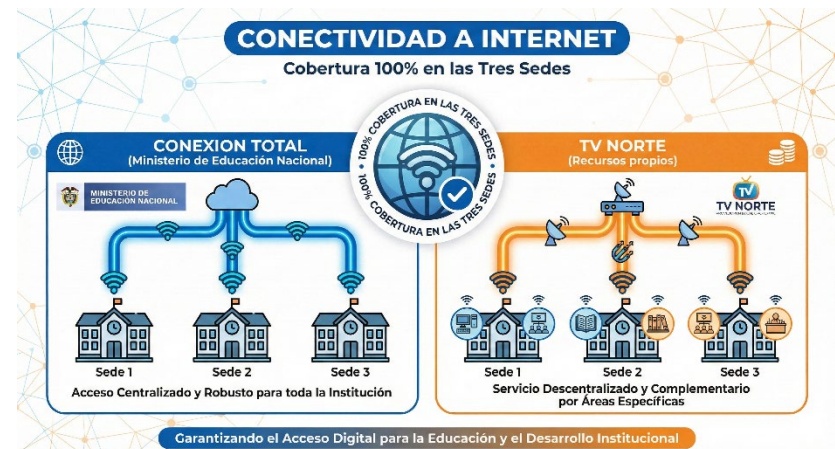 CONECTIVIDAD A INTERNET
Cobertura 100% en las Tres Sedes
100% COBERTURA EN LAS TRES SEDES
100% COBERTURA EN LAS TRES SEDES
CONEXION TOTAL
(Ministerio de Educación Nacional)
MINISTERIO DE
EDUCACIÓN NACIONAL
Sede 1
Sede 2
Sede 3
Acceso Centralizado y Robusto para toda la Institución
TV NORTE
(Recursos propios)
TV
TV NORTE
Sede 1
Sede 2
Sede 3
Servicio Descentralizado y Complementario
por Áreas Específicas
Garantizando el Acceso Digital para la Educación y el Desarrollo Institucional